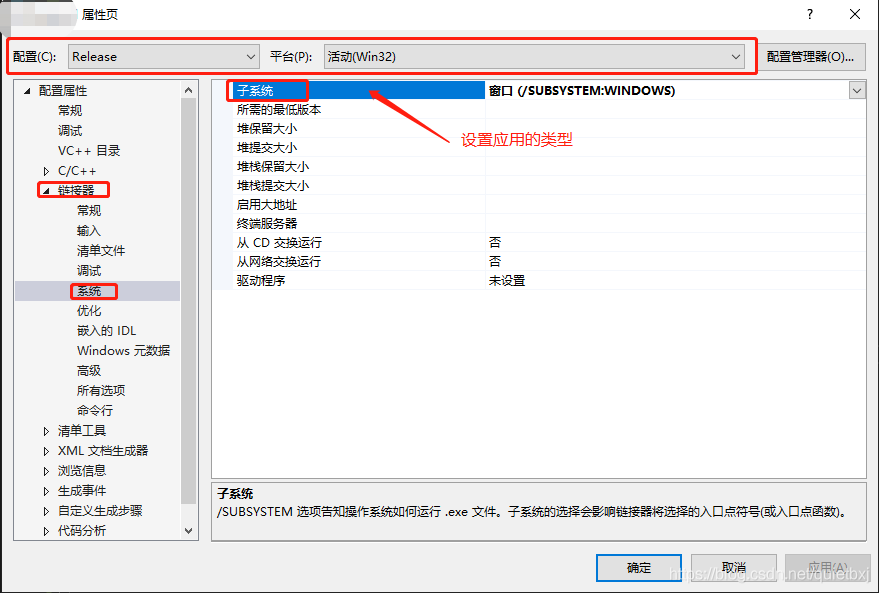 属性页
?
配置(C): Release 平台(P): 活动(Win32) 配置管理器(O)...
配置属性
常规
调试
VC++ 目录
C/C++
链接器
常规
输入
清单文件
调试
系统
优化
嵌入的 IDL
Windows 元数据
高级
所有选项
命令行
清单工具
XML 文档生成器
浏览信息
生成事件
自定义生成步骤
代码分析
子系统 窗口 (/SUBSYSTEM:WINDOWS)
所需的最低版本
堆保留大小
堆提交大小
堆栈保留大小
堆栈提交大小
启用大地址
终端服务器
从 CD 交换运行 否
从网络交换运行 否
驱动程序 未设置
设置应用的类型
子系统
/SUBSYSTEM 选项告知操作系统如何运行 .exe 文件。子系统的选择会影响链接器将选择的入口点符号(或入口点函数)。
确定 取消 应用(A)
https://blog.csdn.net/quietbxj